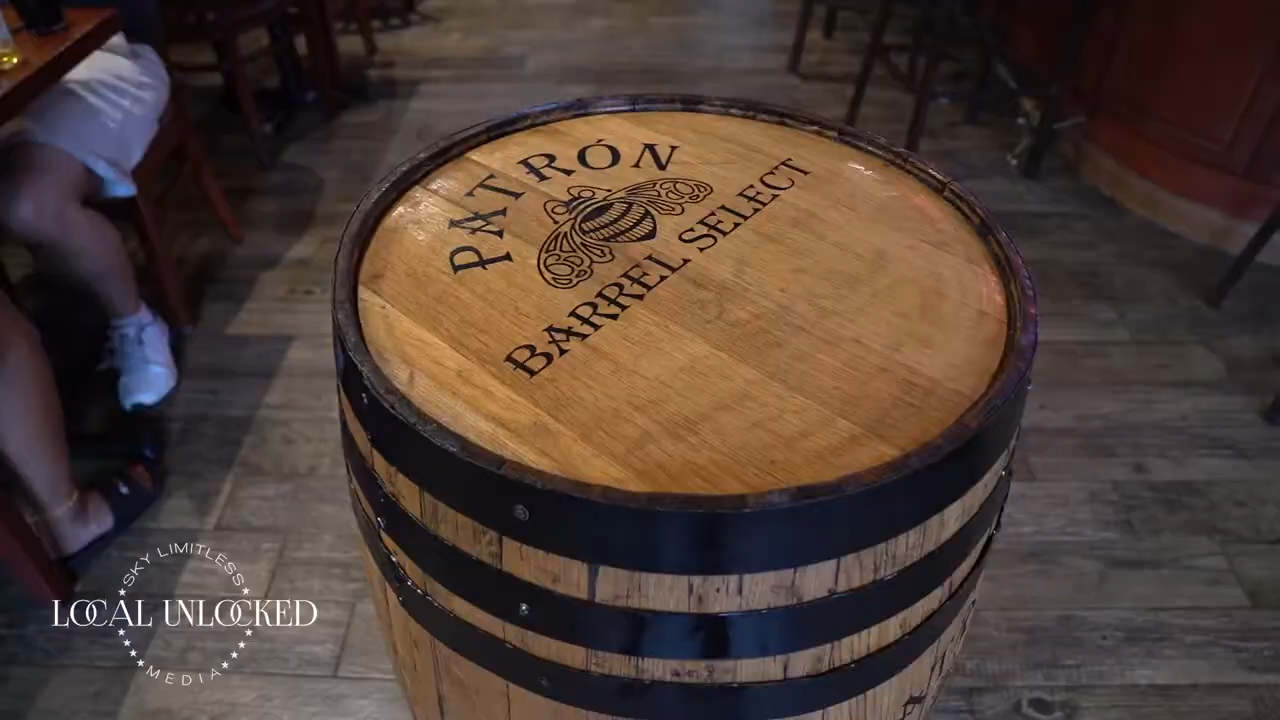 PATRÓN
BARREL SELECT
SKY LIMITLESS
LOCAL UNLOCKED
MEDIA